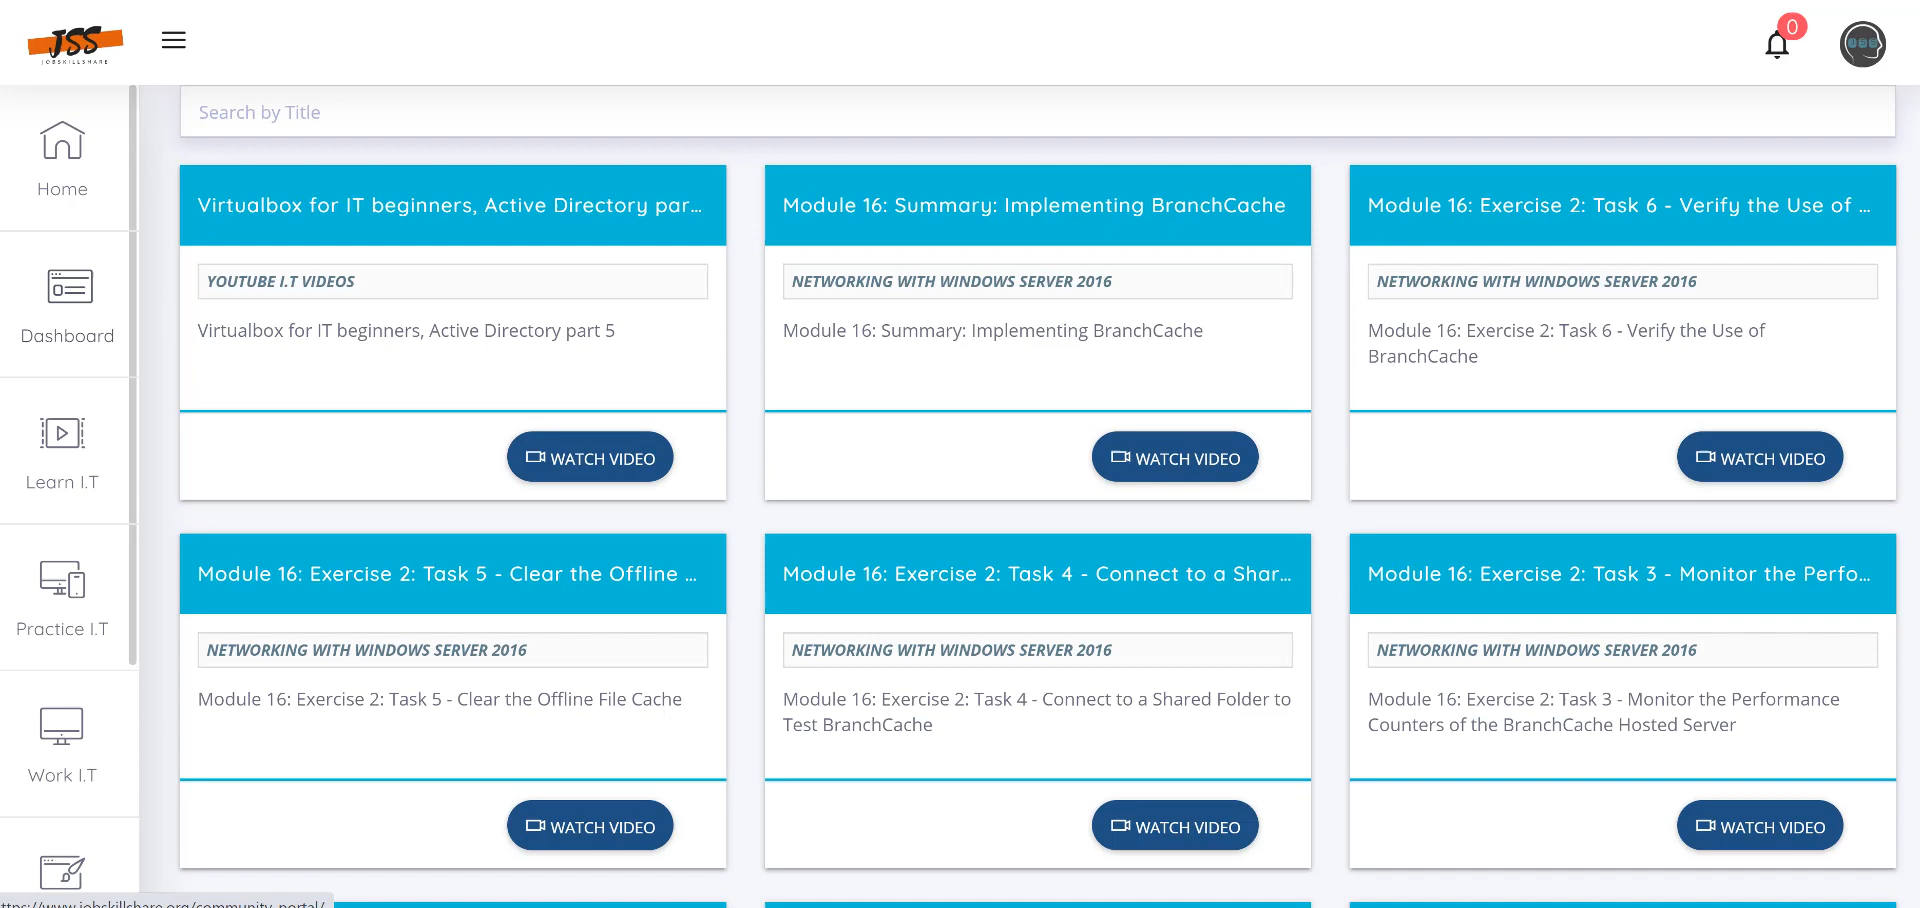 JSS
JOBSKILLSHARE
0
Search by Title
Home
Dashboard
Learn I.T
Practice I.T
Work I.T
Virtualbox for IT beginners, Active Directory par...
YOUTUBE I.T VIDEOS
Virtualbox for IT beginners, Active Directory part 5
WATCH VIDEO
Module 16: Summary: Implementing BranchCache
NETWORKING WITH WINDOWS SERVER 2016
Module 16: Summary: Implementing BranchCache
WATCH VIDEO
Module 16: Exercise 2: Task 6 - Verify the Use of ...
NETWORKING WITH WINDOWS SERVER 2016
Module 16: Exercise 2: Task 6 - Verify the Use of
BranchCache
WATCH VIDEO
Module 16: Exercise 2: Task 5 - Clear the Offline ...
NETWORKING WITH WINDOWS SERVER 2016
Module 16: Exercise 2: Task 5 - Clear the Offline File Cache
WATCH VIDEO
Module 16: Exercise 2: Task 4 - Connect to a Shar...
NETWORKING WITH WINDOWS SERVER 2016
Module 16: Exercise 2: Task 4 - Connect to a Shared Folder to
Test BranchCache
WATCH VIDEO
Module 16: Exercise 2: Task 3 - Monitor the Perfo...
NETWORKING WITH WINDOWS SERVER 2016
Module 16: Exercise 2: Task 3 - Monitor the Performance
Counters of the BranchCache Hosted Server
WATCH VIDEO
ttps://www.jobskillshare.org/community-portal/